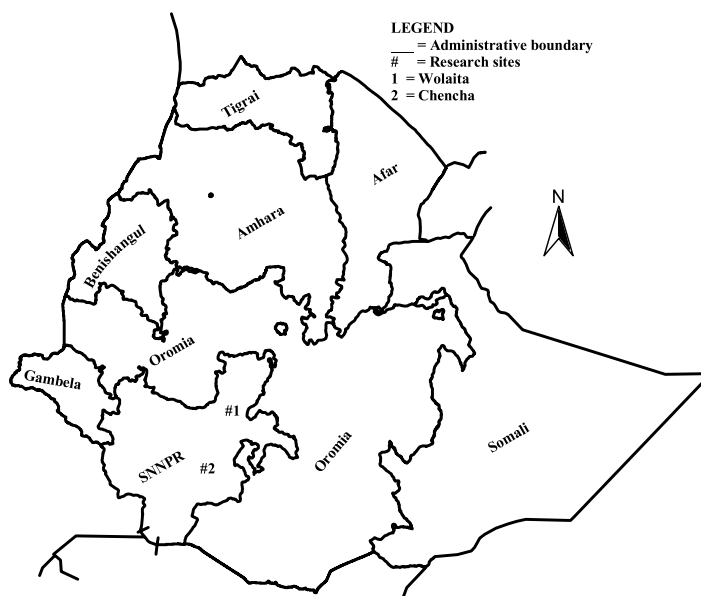 LEGEND
___ = Administrative boundary
# = Research sites
1 = Wolaita
2 = Chencha
Tigrai
Afar
N
Amhara
Benishangul
Oromia
Gambela
#1
Somali
Oromia
SNNPR
#2